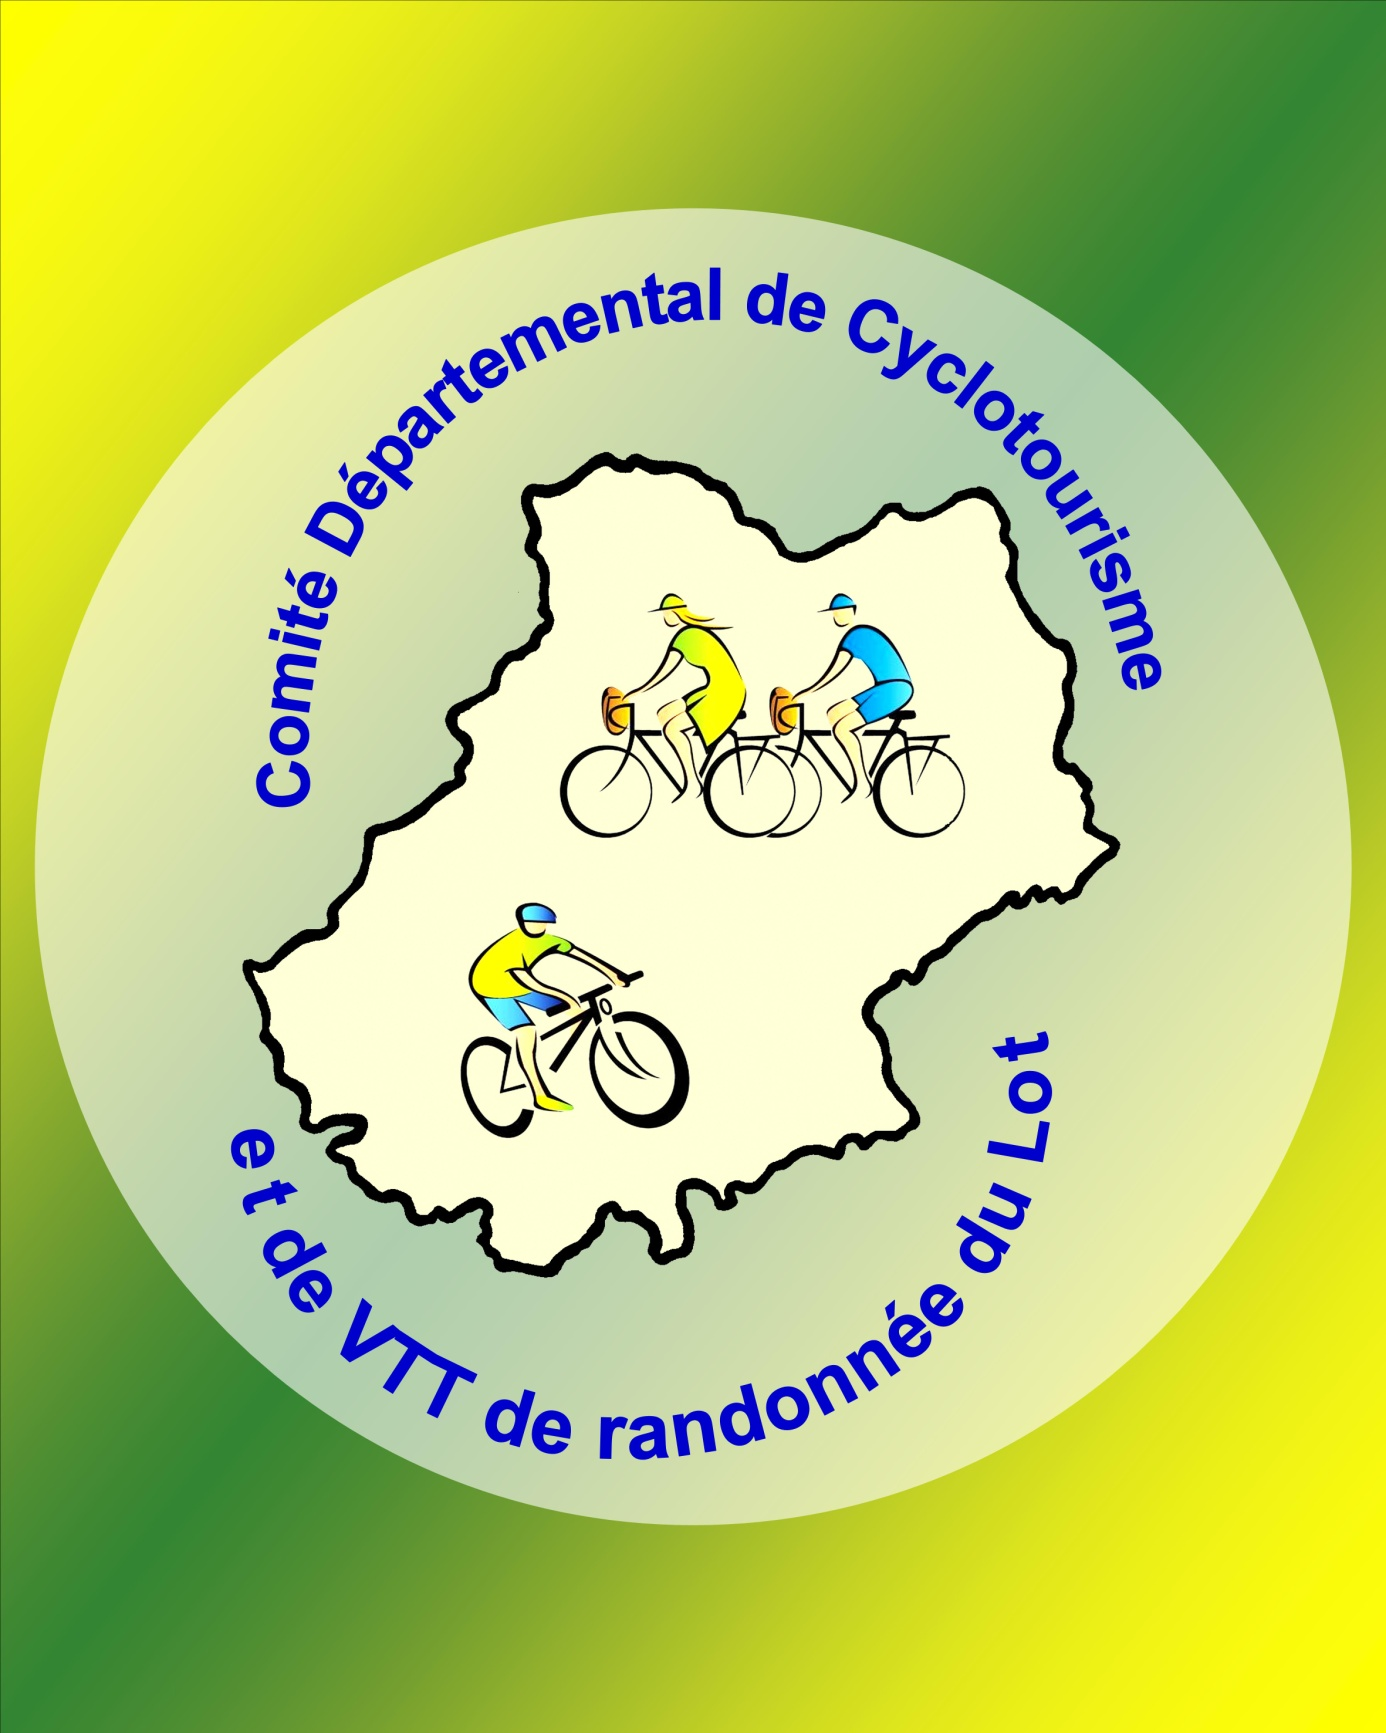 Comité Départemental de Cyclotourisme
et de VTT de randonnée du Lot